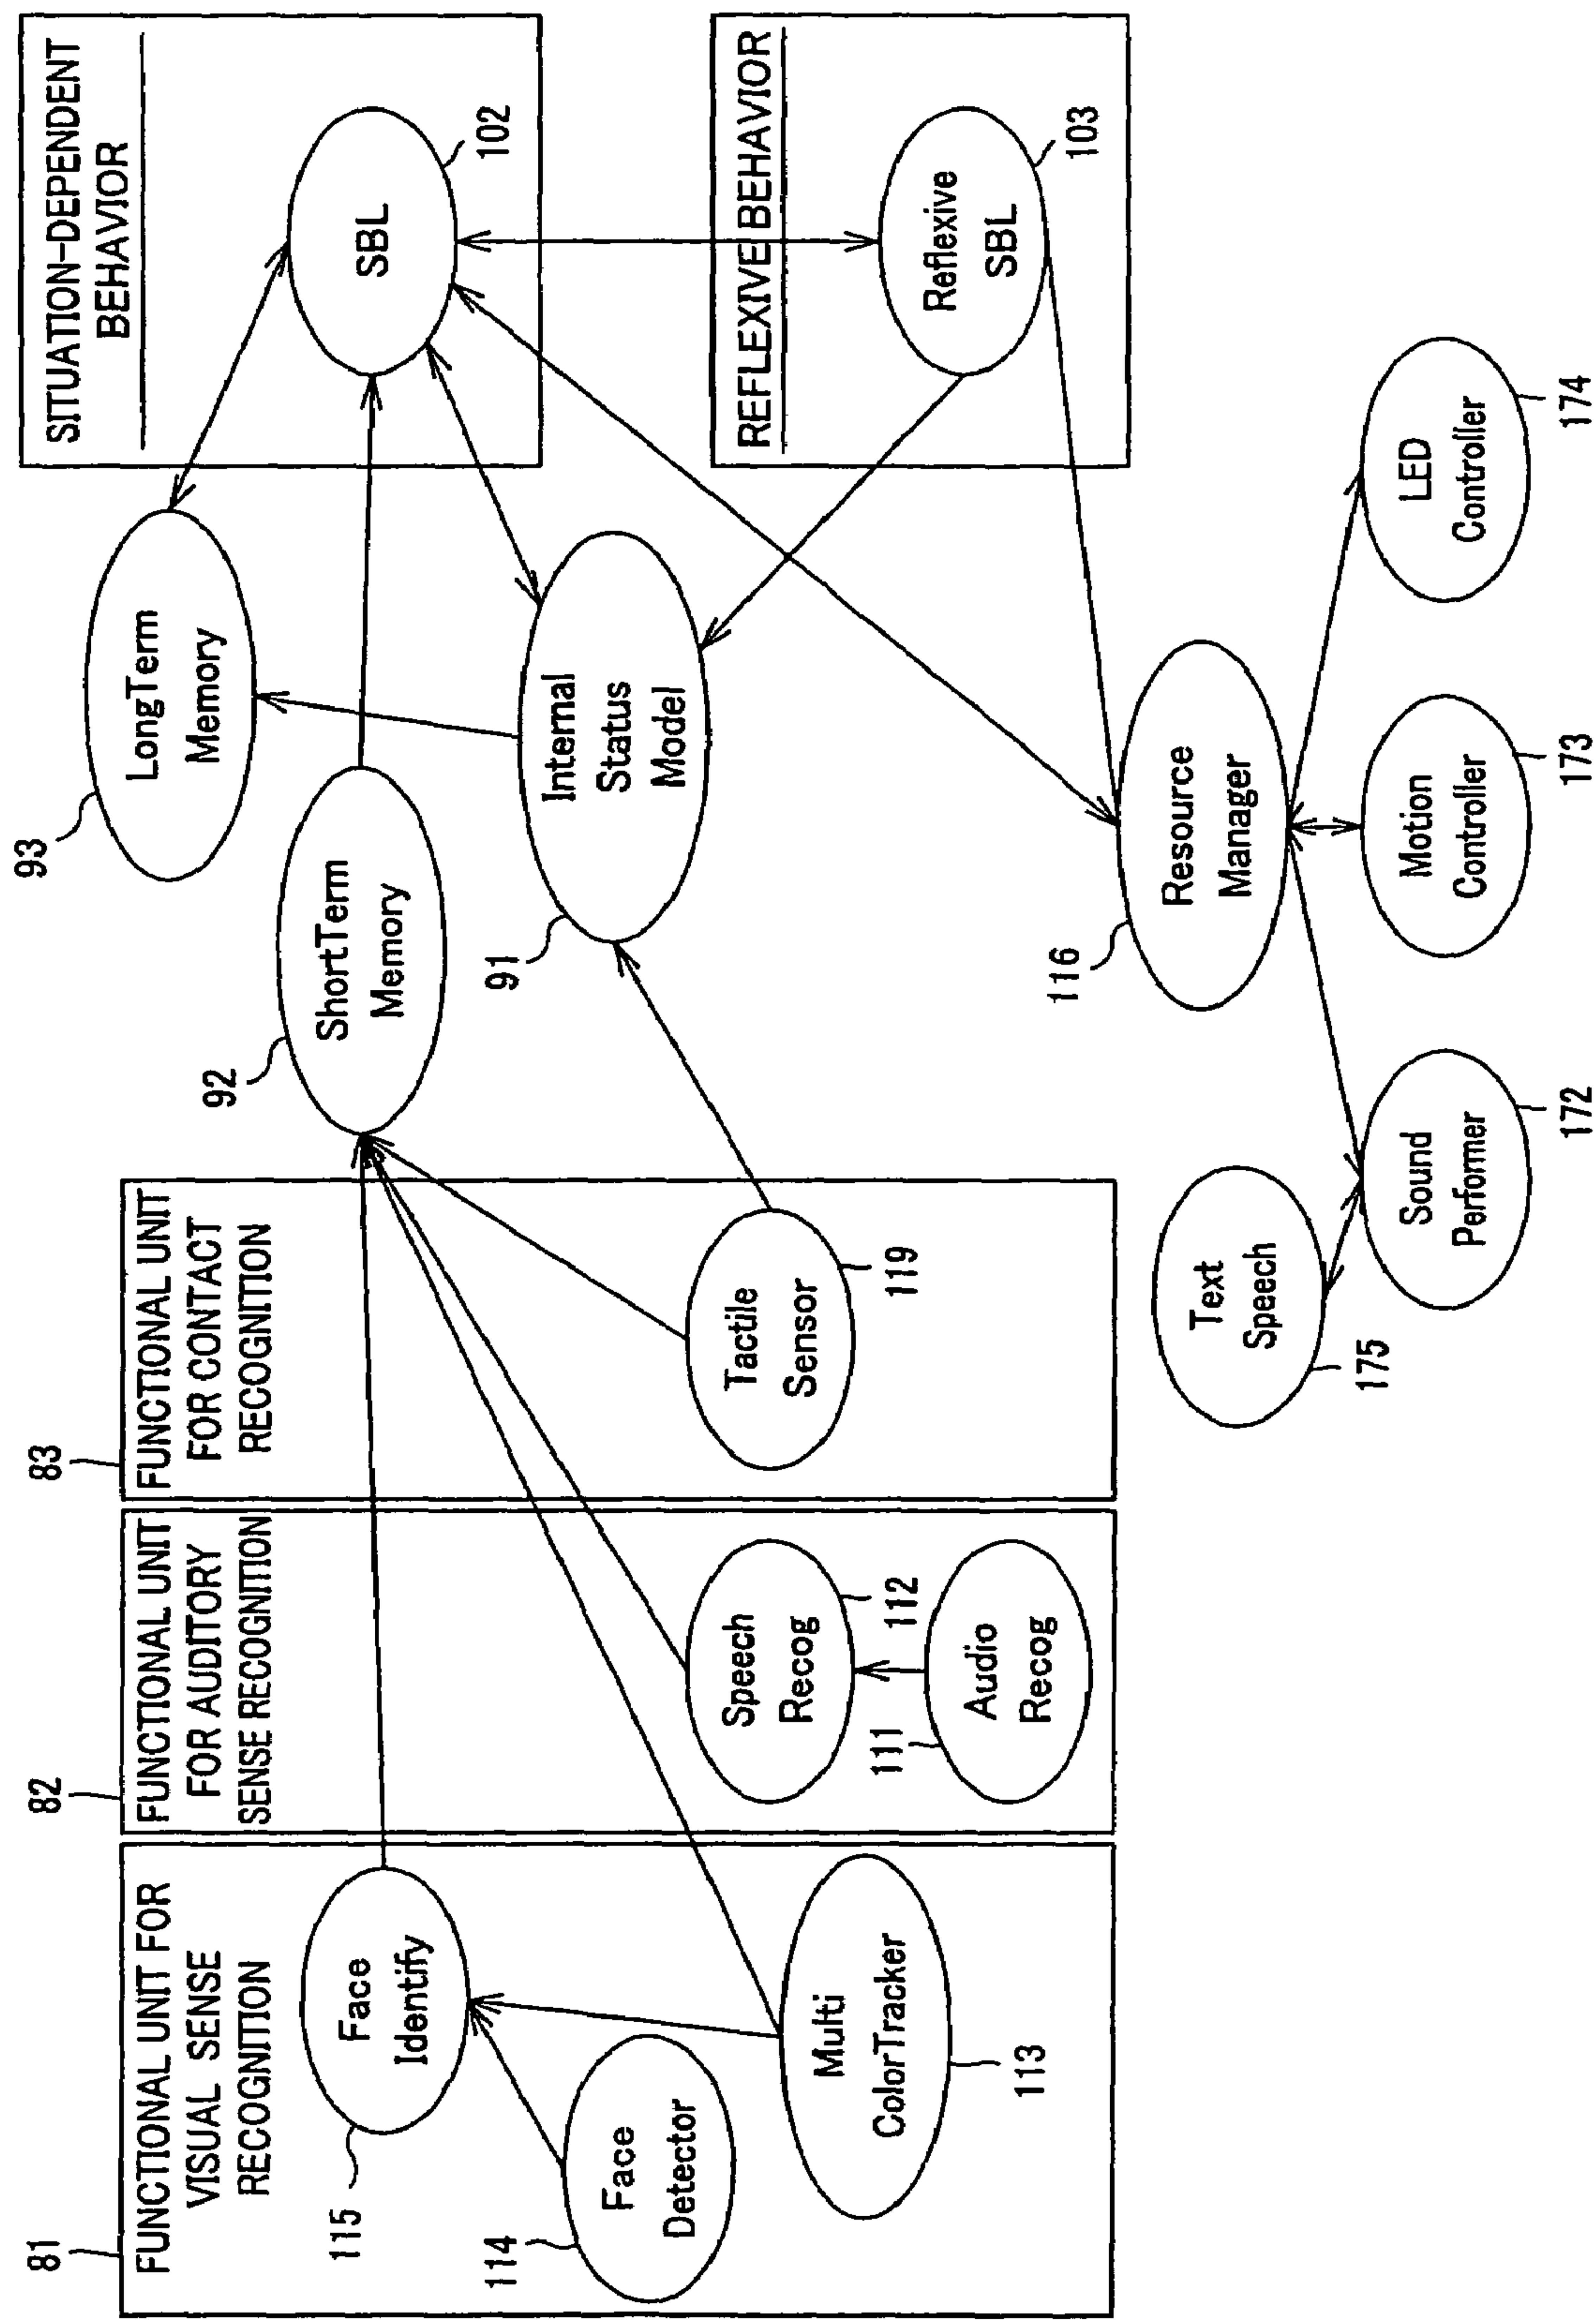 81
FUNCTIONAL UNIT FOR
VISUAL SENSE
RECOGNITION
115
Face
Identify
114
Face
Detector
Multi
ColorTracker
113
82
FUNCTIONAL UNIT
FOR AUDITORY
SENSE RECOGNITION
Speech
Recog
112
111
Audio
Recog
83
FUNCTIONAL UNIT
FOR CONTACT
RECOGNITION
Tactile
Sensor
119
92
ShortTerm
Memory
93
LongTerm
Memory
91
Internal
Status
Model
SITUATION-DEPENDENT
BEHAVIOR
SBL
102
REFLEXIVE BEHAVIOR
Reflexive
SBL
103
116
Resource
Manager
Text
Speech
175
Sound
Performer
172
Motion
Controller
173
LED
Controller
174